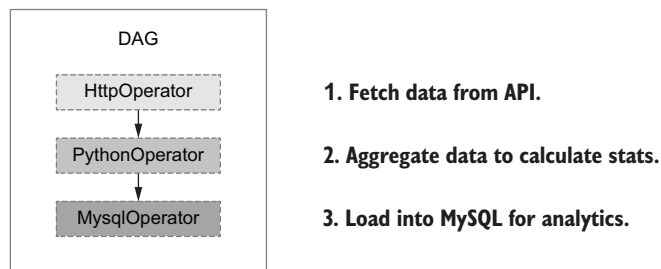 DAG
HttpOperator
1. Fetch data from API.
PythonOperator
2. Aggregate data to calculate stats.
MysqlOperator
3. Load into MySQL for analytics.